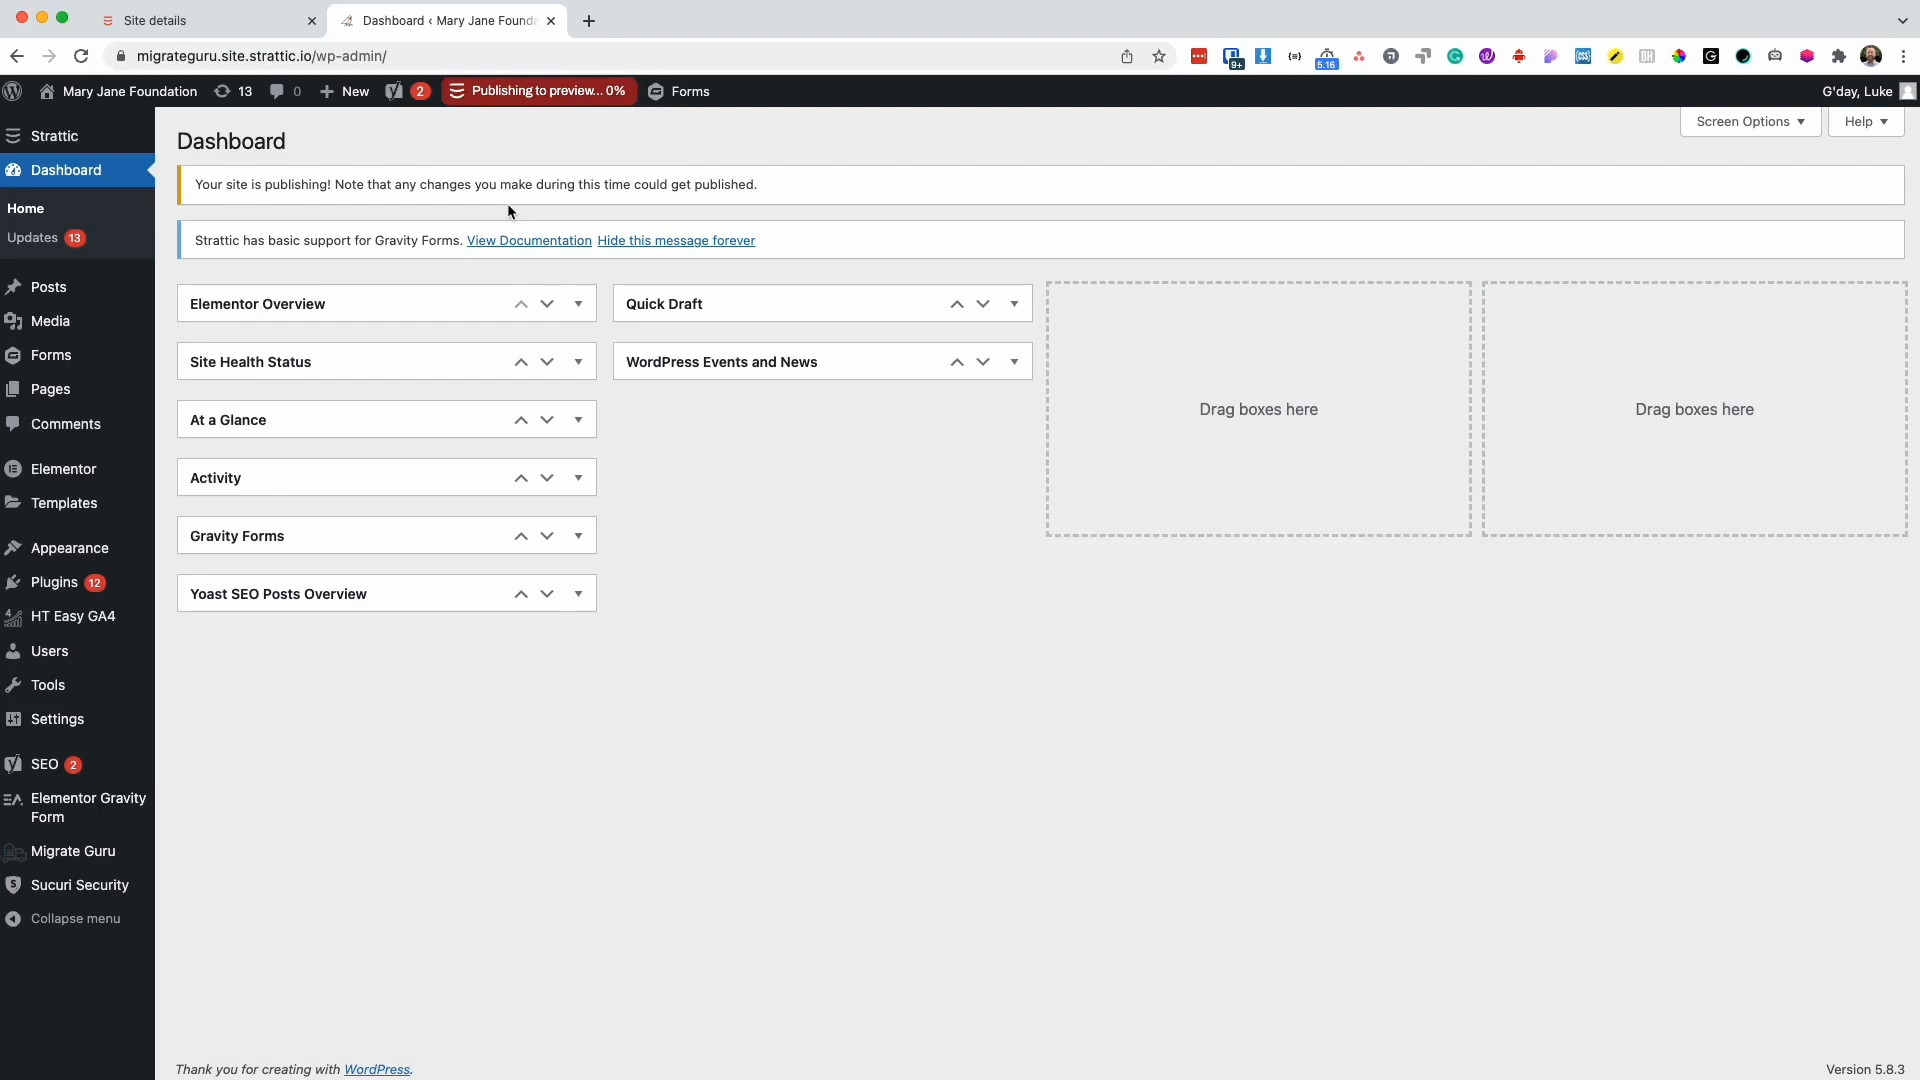 Site details
Dashboard ‹ Mary Jane Founda
migrateguru.site.strattic.io/wp-admin/
9+
5.16
Mary Jane Foundation
13
0
New
2
Publishing to preview... 0%
Forms
G'day, Luke
Strattic
Dashboard
Home
Updates 13
Posts
Media
Forms
Pages
Comments
Elementor
Templates
Appearance
Plugins 12
HT Easy GA4
Users
Tools
Settings
SEO 2
Elementor Gravity
Form
Migrate Guru
Sucuri Security
Collapse menu
Screen Options
Help
Dashboard
Your site is publishing! Note that any changes you make during this time could get published.
Strattic has basic support for Gravity Forms. View Documentation Hide this message forever
Elementor Overview
Site Health Status
At a Glance
Activity
Gravity Forms
Yoast SEO Posts Overview
Quick Draft
WordPress Events and News
Drag boxes here
Drag boxes here
Thank you for creating with WordPress.
Version 5.8.3